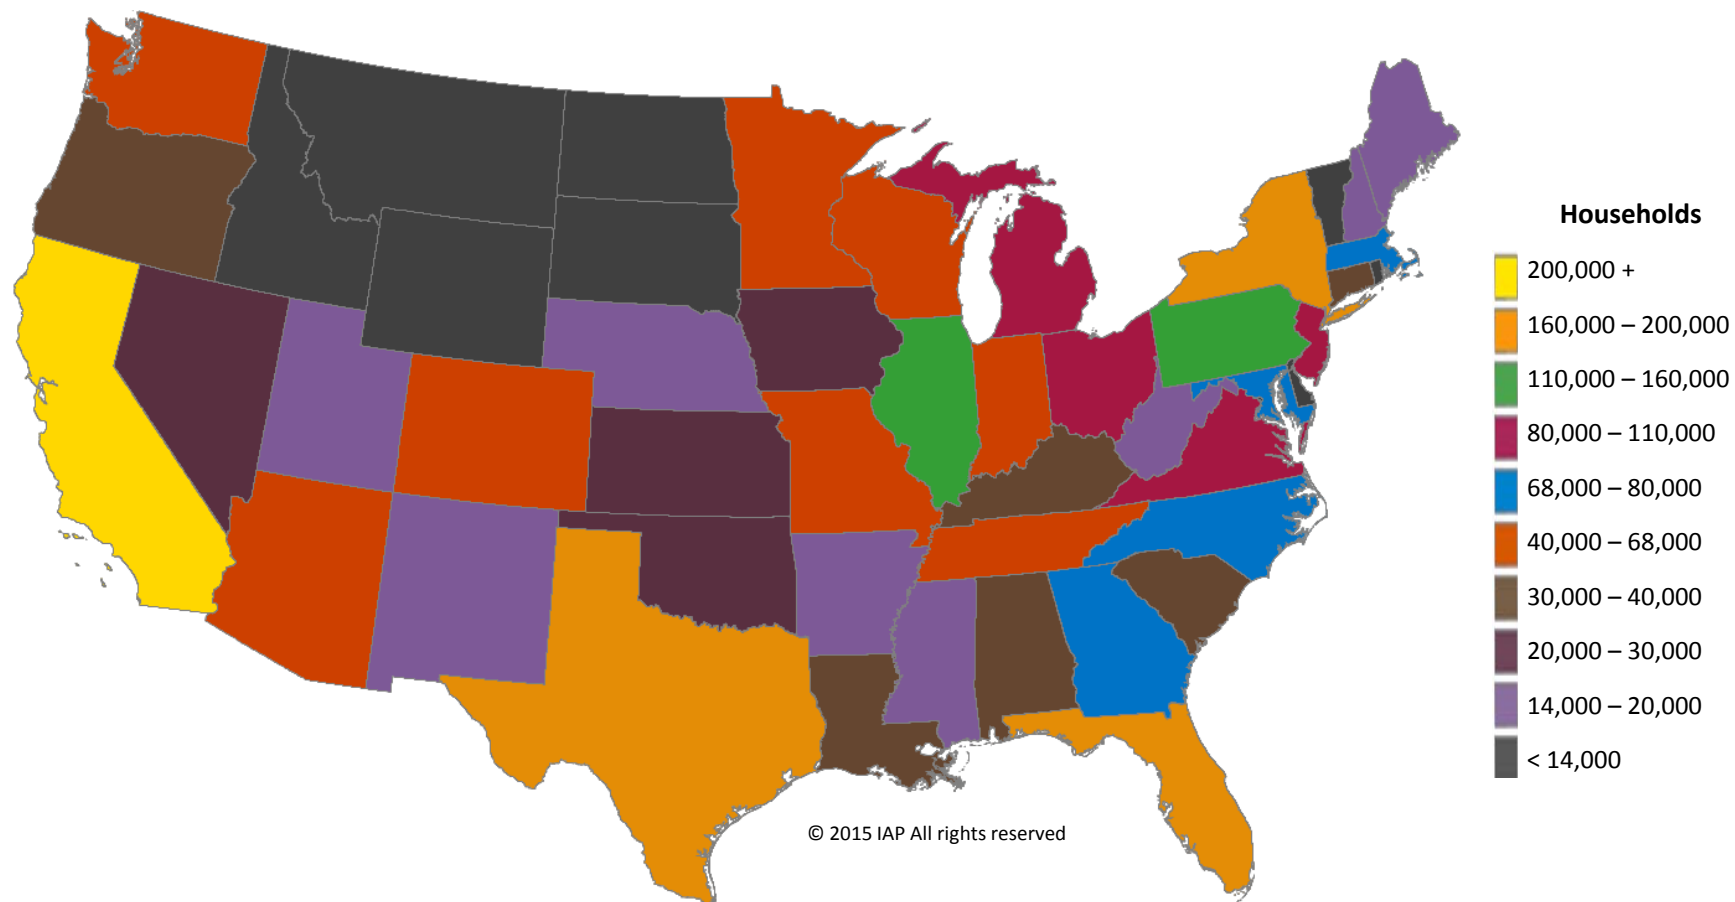 Households
200,000 +
160,000 – 200,000
110,000 – 160,000
80,000 – 110,000
68,000 – 80,000
40,000 – 68,000
30,000 – 40,000
20,000 – 30,000
14,000 – 20,000
< 14,000
© 2015 IAP All rights reserved